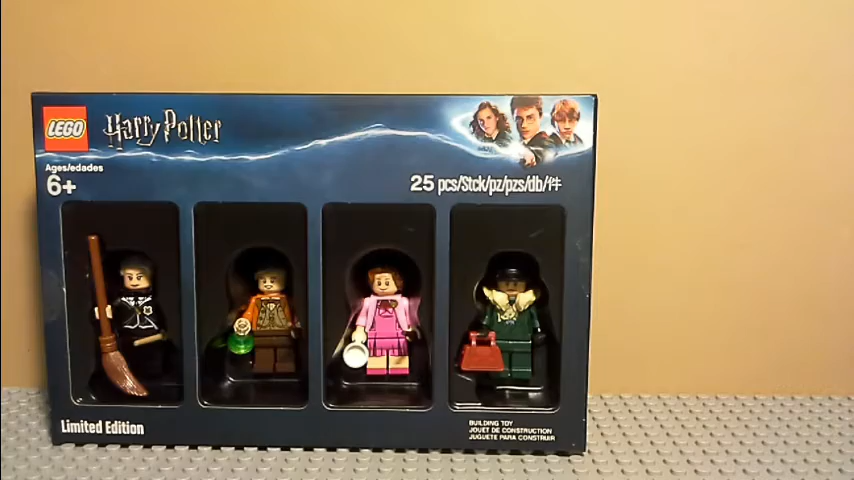 LEGO
Harry Potter
Ages/edades
6+
25 pcs/Stck/pz/pzs/db/件
Limited Edition
BUILDING TOY
JOUET DE CONSTRUCTION
JUGUETE PARA CONSTRUIR